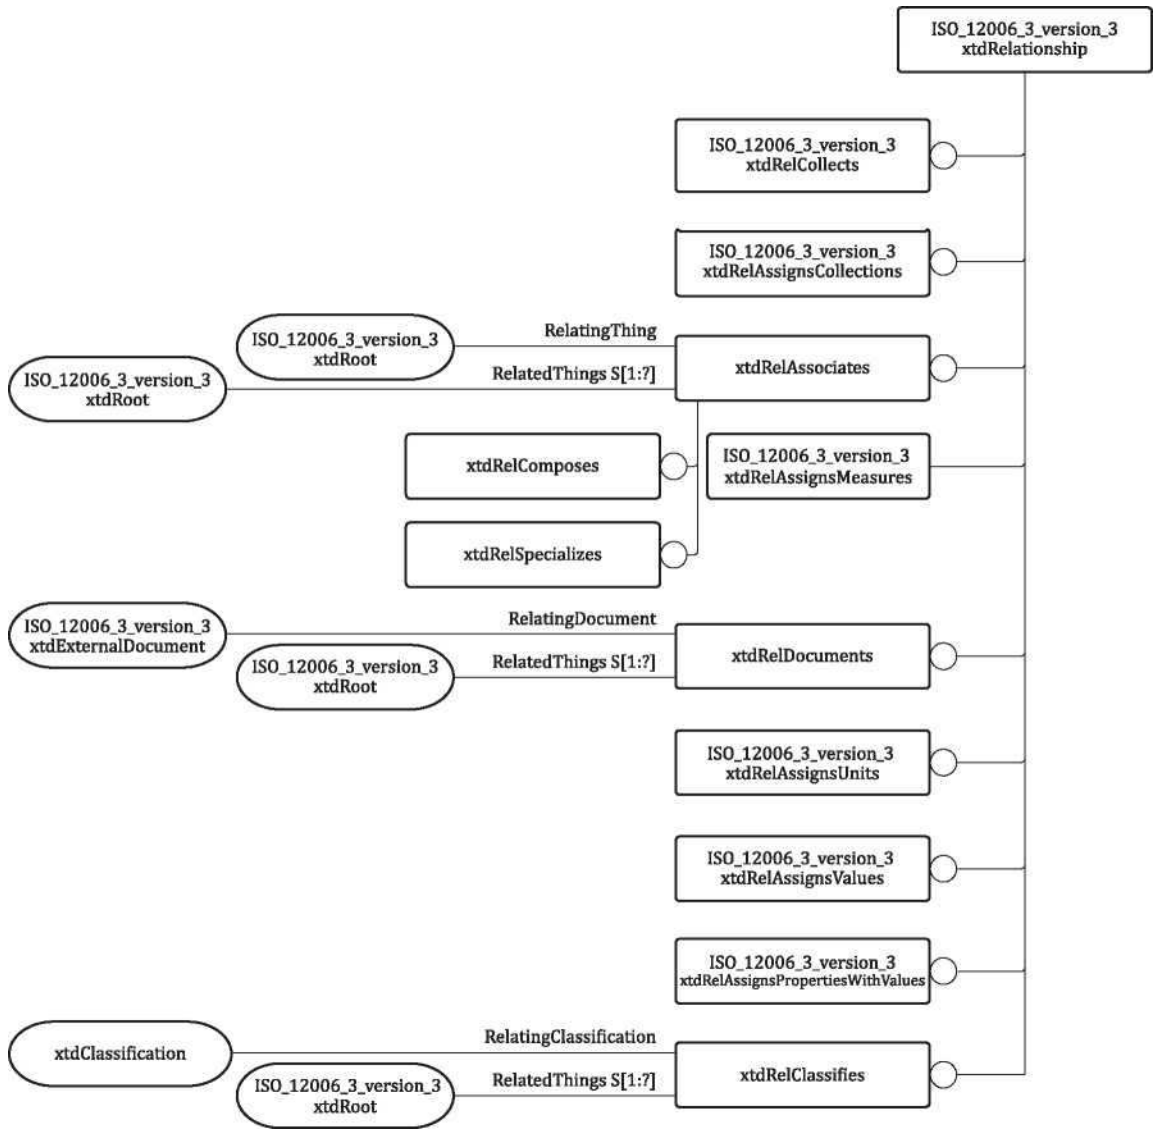 ISO_12006_3_version_3
xtdRelationship
ISO_12006_3_version_3
xtdRelCollects
ISO_12006_3_version_3
xtdRelAssignsCollections
RelatingThing
ISO_12006_3_version_3
xtdRoot
xtdRelAssociates
RelatedThings S[1:?]
ISO_12006_3_version_3
xtdRoot
xtdRelComposes
ISO_12006_3_version_3
xtdRelAssignsMeasures
xtdRelSpecializes
RelatingDocument
ISO_12006_3_version_3
xtdExternalDocument
xtdRelDocuments
RelatedThings S[1:?]
ISO_12006_3_version_3
xtdRoot
ISO_12006_3_version_3
xtdRelAssignsUnits
ISO_12006_3_version_3
xtdRelAssignsValues
ISO_12006_3_version_3
xtdRelAssignsPropertiesWithValues
RelatingClassification
xtdClassification
xtdRelClassifies
RelatedThings S[1:?]
ISO_12006_3_version_3
xtdRoot